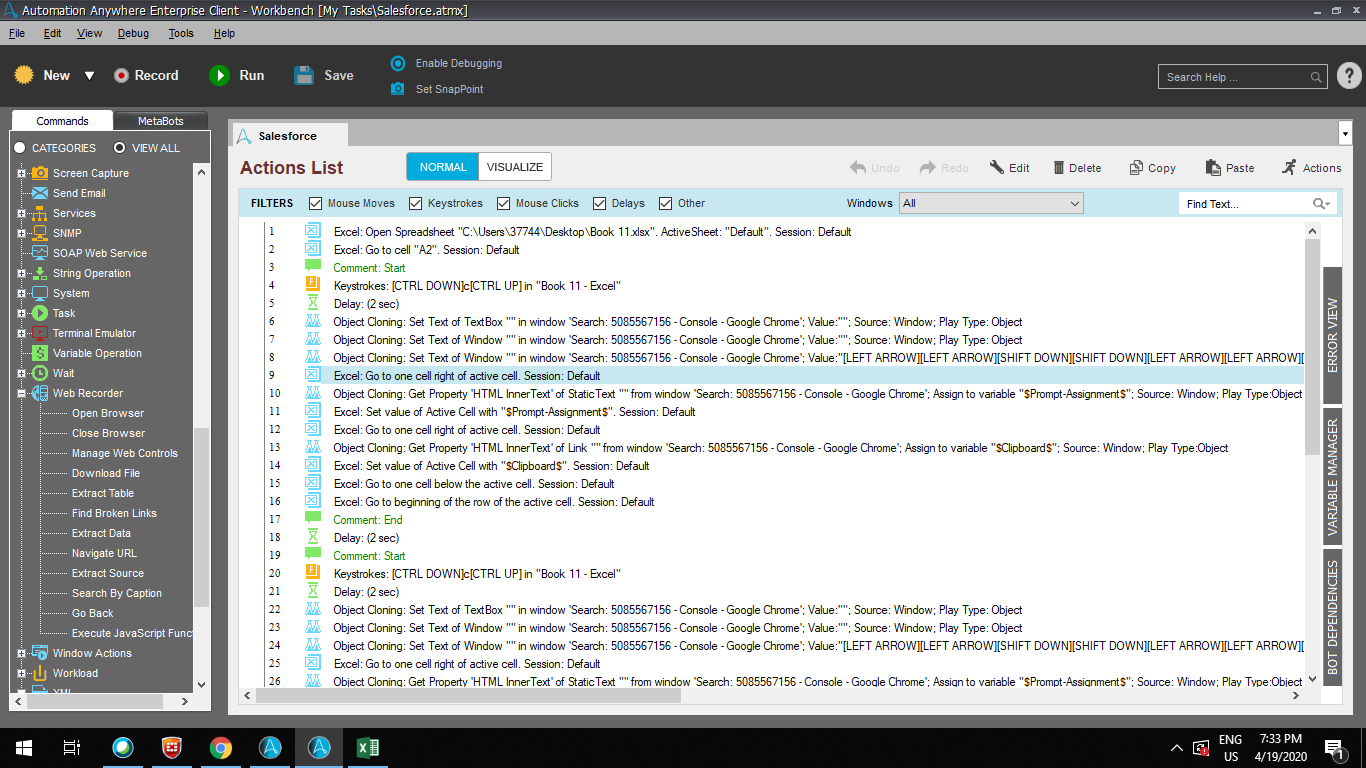 Automation Anywhere Enterprise Client - Workbench [My Tasks\Salesforce.atmx]
File Edit View Debug Tools Help
New Record Run Save
Enable Debugging
Set SnapPoint
Search Help ...
Commands MetaBots
CATEGORIES VIEW ALL
Screen Capture
Send Email
Services
SNMP
SOAP Web Service
String Operation
System
Task
Terminal Emulator
Variable Operation
Wait
Web Recorder
Open Browser
Close Browser
Manage Web Controls
Download File
Extract Table
Find Broken Links
Extract Data
Navigate URL
Extract Source
Search By Caption
Go Back
Execute JavaScript Funct
Window Actions
Workload
XML
Salesforce
Actions List
NORMAL VISUALIZE
Undo Redo Edit Delete Copy Paste Actions
FILTERS Mouse Moves Keystrokes Mouse Clicks Delays Other Windows All Find Text...
1 Excel: Open Spreadsheet "C:\Users\37744\Desktop\Book 11.xlsx". ActiveSheet: "Default". Session: Default
2 Excel: Go to cell "A2". Session: Default
3 Comment: Start
4 Keystrokes: [CTRL DOWN]c[CTRL UP] in "Book 11 - Excel"
5 Delay: (2 sec)
6 Object Cloning: Set Text of TextBox "" in window 'Search: 5085567156 - Console - Google Chrome'; Value:""; Source: Window; Play Type: Object
7 Object Cloning: Set Text of Window "" in window 'Search: 5085567156 - Console - Google Chrome'; Value:""; Source: Window; Play Type: Object
8 Object Cloning: Set Text of Window "" in window 'Search: 5085567156 - Console - Google Chrome'; Value:"[LEFT ARROW][LEFT ARROW][SHIFT DOWN][SHIFT DOWN][LEFT ARROW][LEFT ARROW][
9 Excel: Go to one cell right of active cell. Session: Default
10 Object Cloning: Get Property 'HTML InnerText' of StaticText "" from window 'Search: 5085567156 - Console - Google Chrome'; Assign to variable "$Prompt-Assignment$"; Source: Window; Play Type:Object
11 Excel: Set value of Active Cell with "$Prompt-Assignment$". Session: Default
12 Excel: Go to one cell right of active cell. Session: Default
13 Object Cloning: Get Property 'HTML InnerText' of Link "" from window 'Search: 5085567156 - Console - Google Chrome'; Assign to variable "$Clipboard$"; Source: Window; Play Type:Object
14 Excel: Set value of Active Cell with "$Clipboard$". Session: Default
15 Excel: Go to one cell below the active cell. Session: Default
16 Excel: Go to beginning of the row of the active cell. Session: Default
17 Comment: End
18 Delay: (2 sec)
19 Comment: Start
20 Keystrokes: [CTRL DOWN]c[CTRL UP] in "Book 11 - Excel"
21 Delay: (2 sec)
22 Object Cloning: Set Text of TextBox "" in window 'Search: 5085567156 - Console - Google Chrome'; Value:""; Source: Window; Play Type: Object
23 Object Cloning: Set Text of Window "" in window 'Search: 5085567156 - Console - Google Chrome'; Value:""; Source: Window; Play Type: Object
24 Object Cloning: Set Text of Window "" in window 'Search: 5085567156 - Console - Google Chrome'; Value:"[LEFT ARROW][LEFT ARROW][SHIFT DOWN][SHIFT DOWN][LEFT ARROW][LEFT ARROW][
25 Excel: Go to one cell right of active cell. Session: Default
26 Object Cloning: Get Property 'HTML InnerText' of StaticText "" from window 'Search: 5085567156 - Console - Google Chrome'; Assign to variable "$Prompt-Assignment$"; Source: Window; Play Type:Object
ERROR VIEW
VARIABLE MANAGER
BOT DEPENDENCIES
ENG
US
7:33 PM
4/19/2020
1